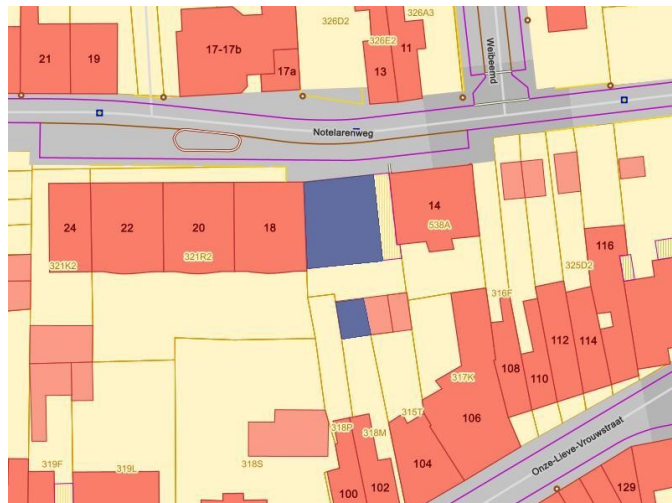 326D2
326A3
326E2
21
19
17-17b
17a
13
11
Welbeemd
Notelarenweg
24
22
20
18
14
321K2
321R2
538A
116
325D2
316F
112
114
108
110
317K
106
315T
318P
318M
104
Onze-Lieve-Vrouwstraat
319F
319L
318S
100
102
129